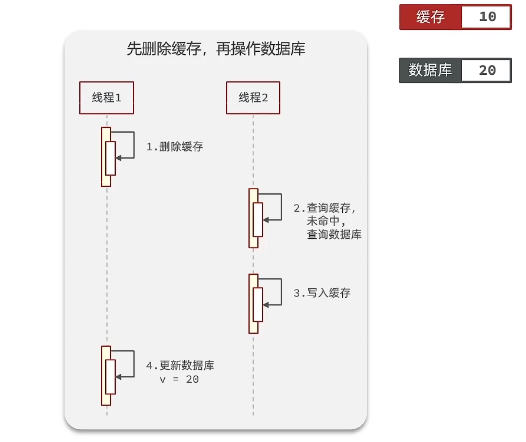 缓存 10
数据库 20
先删除缓存，再操作数据库
线程1 线程2
1.删除缓存
2.查询缓存，
未命中，
查询数据库
3.写入缓存
4.更新数据库
v = 20